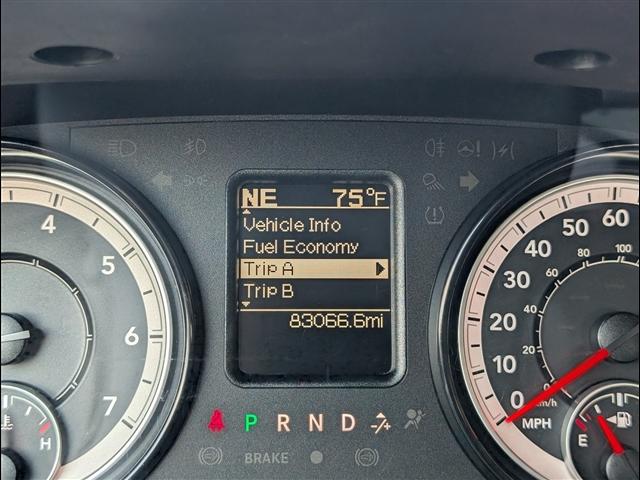 NE 75°F
Vehicle Info
Fuel Economy
Trip A
Trip B
83066.6mi
4
5
6
7
H
60
50
40
30
20
10
0
MPH
100
80
60
40
20
0
km/h
E
P R N D -/+
BRAKE